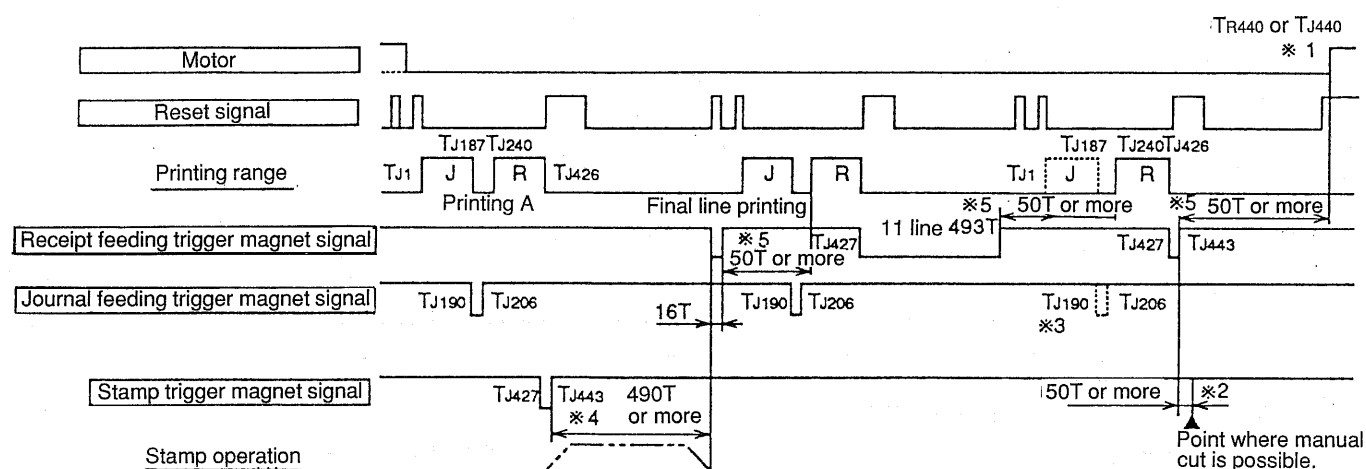 TR440 or TJ440
※ 1
Motor
Reset signal
TJ187 TJ240
TJ187 TJ240 TJ426
Printing range TJ1 J R TJ426 J R TJ1 J R
Printing A Final line printing ※5 50T or more ※5 50T or more
Receipt feeding trigger magnet signal ※5 TJ427 11 line 493T TJ427 TJ443
50T or more
Journal feeding trigger magnet signal TJ190 TJ206 16T TJ190 TJ206 TJ190 TJ206
※3
Stamp trigger magnet signal TJ427 TJ443 490T 50T or more ※2
※4 or more
Point where manual
Stamp operation cut is possible.